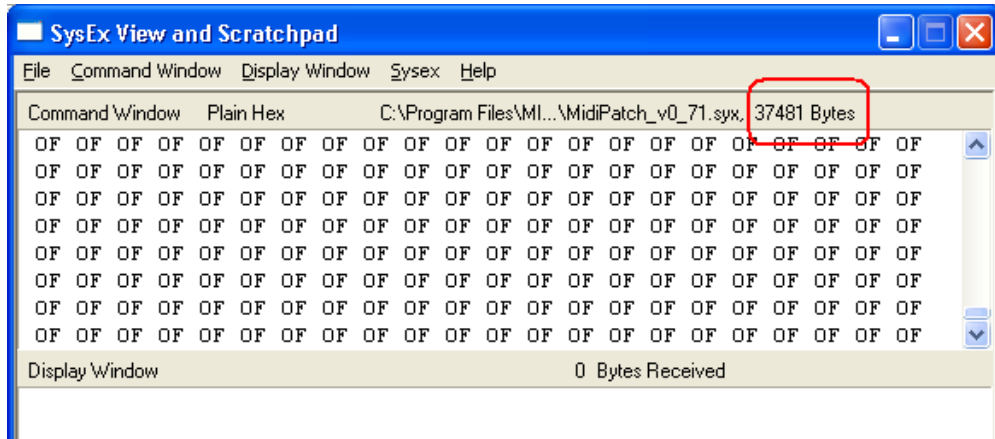 SysEx View and Scratchpad
File Command Window Display Window Sysex Help
Command Window Plain Hex C:\Program Files\MI...\MidiPatch_v0_71.syx, 37481 Bytes
0F 0F 0F 0F 0F 0F 0F 0F 0F 0F 0F 0F 0F 0F 0F 0F 0F 0F 0F 0F 0F 0F
0F 0F 0F 0F 0F 0F 0F 0F 0F 0F 0F 0F 0F 0F 0F 0F 0F 0F 0F 0F 0F 0F
0F 0F 0F 0F 0F 0F 0F 0F 0F 0F 0F 0F 0F 0F 0F 0F 0F 0F 0F 0F 0F 0F
0F 0F 0F 0F 0F 0F 0F 0F 0F 0F 0F 0F 0F 0F 0F 0F 0F 0F 0F 0F 0F 0F
0F 0F 0F 0F 0F 0F 0F 0F 0F 0F 0F 0F 0F 0F 0F 0F 0F 0F 0F 0F 0F 0F
0F 0F 0F 0F 0F 0F 0F 0F 0F 0F 0F 0F 0F 0F 0F 0F 0F 0F 0F 0F 0F 0F
0F 0F 0F 0F 0F 0F 0F 0F 0F 0F 0F 0F 0F 0F 0F 0F 0F 0F 0F 0F 0F 0F
0F 0F 0F 0F 0F 0F 0F 0F 0F 0F 0F 0F 0F 0F 0F 0F 0F 0F 0F 0F 0F 0F
Display Window 0 Bytes Received